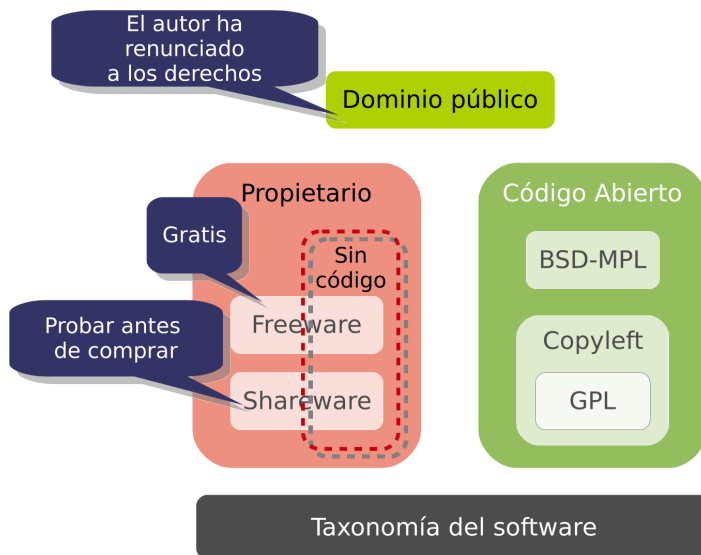 El autor ha
renunciado
a los derechos
Dominio público
Propietario
Código Abierto
Gratis
Sin
código
BSD-MPL
Freeware
Probar antes
de comprar
Copyleft
Shareware
GPL
Taxonomía del software